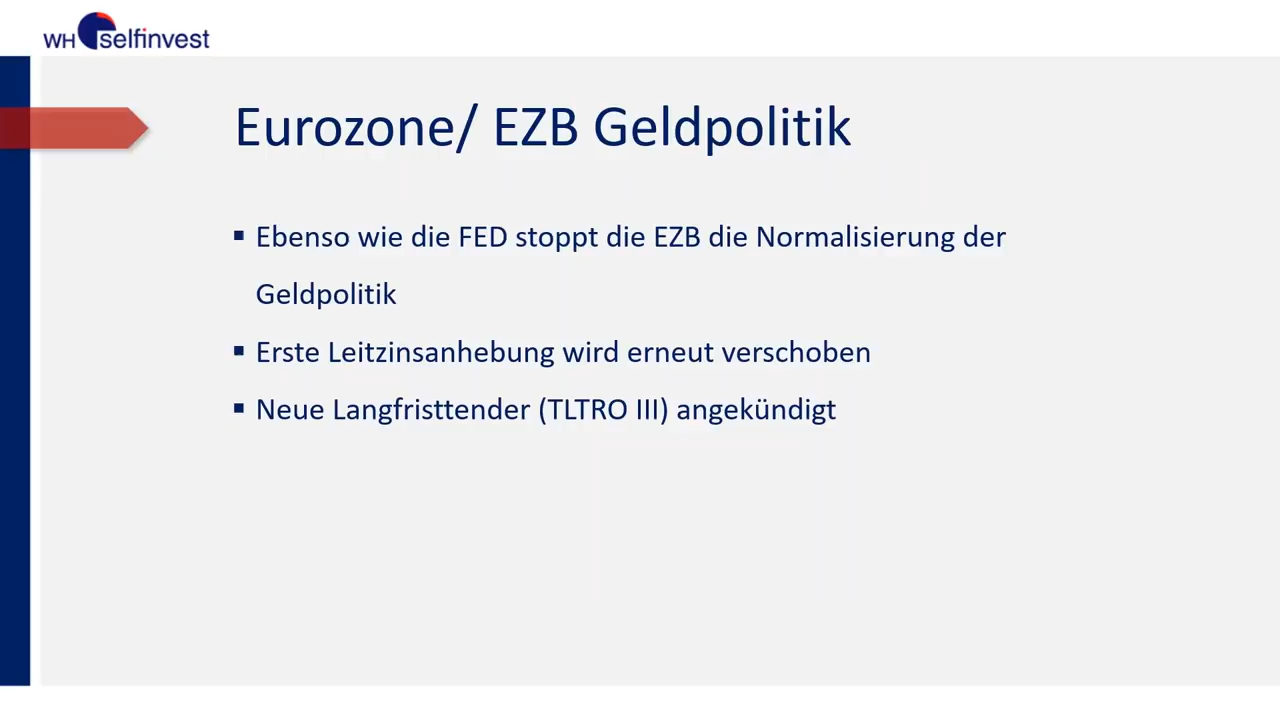 WH selfinvest
Eurozone/ EZB Geldpolitik
▪ Ebenso wie die FED stoppt die EZB die Normalisierung der
Geldpolitik
▪ Erste Leitzinsanhebung wird erneut verschoben
▪ Neue Langfristtender (TLTRO III) angekündigt